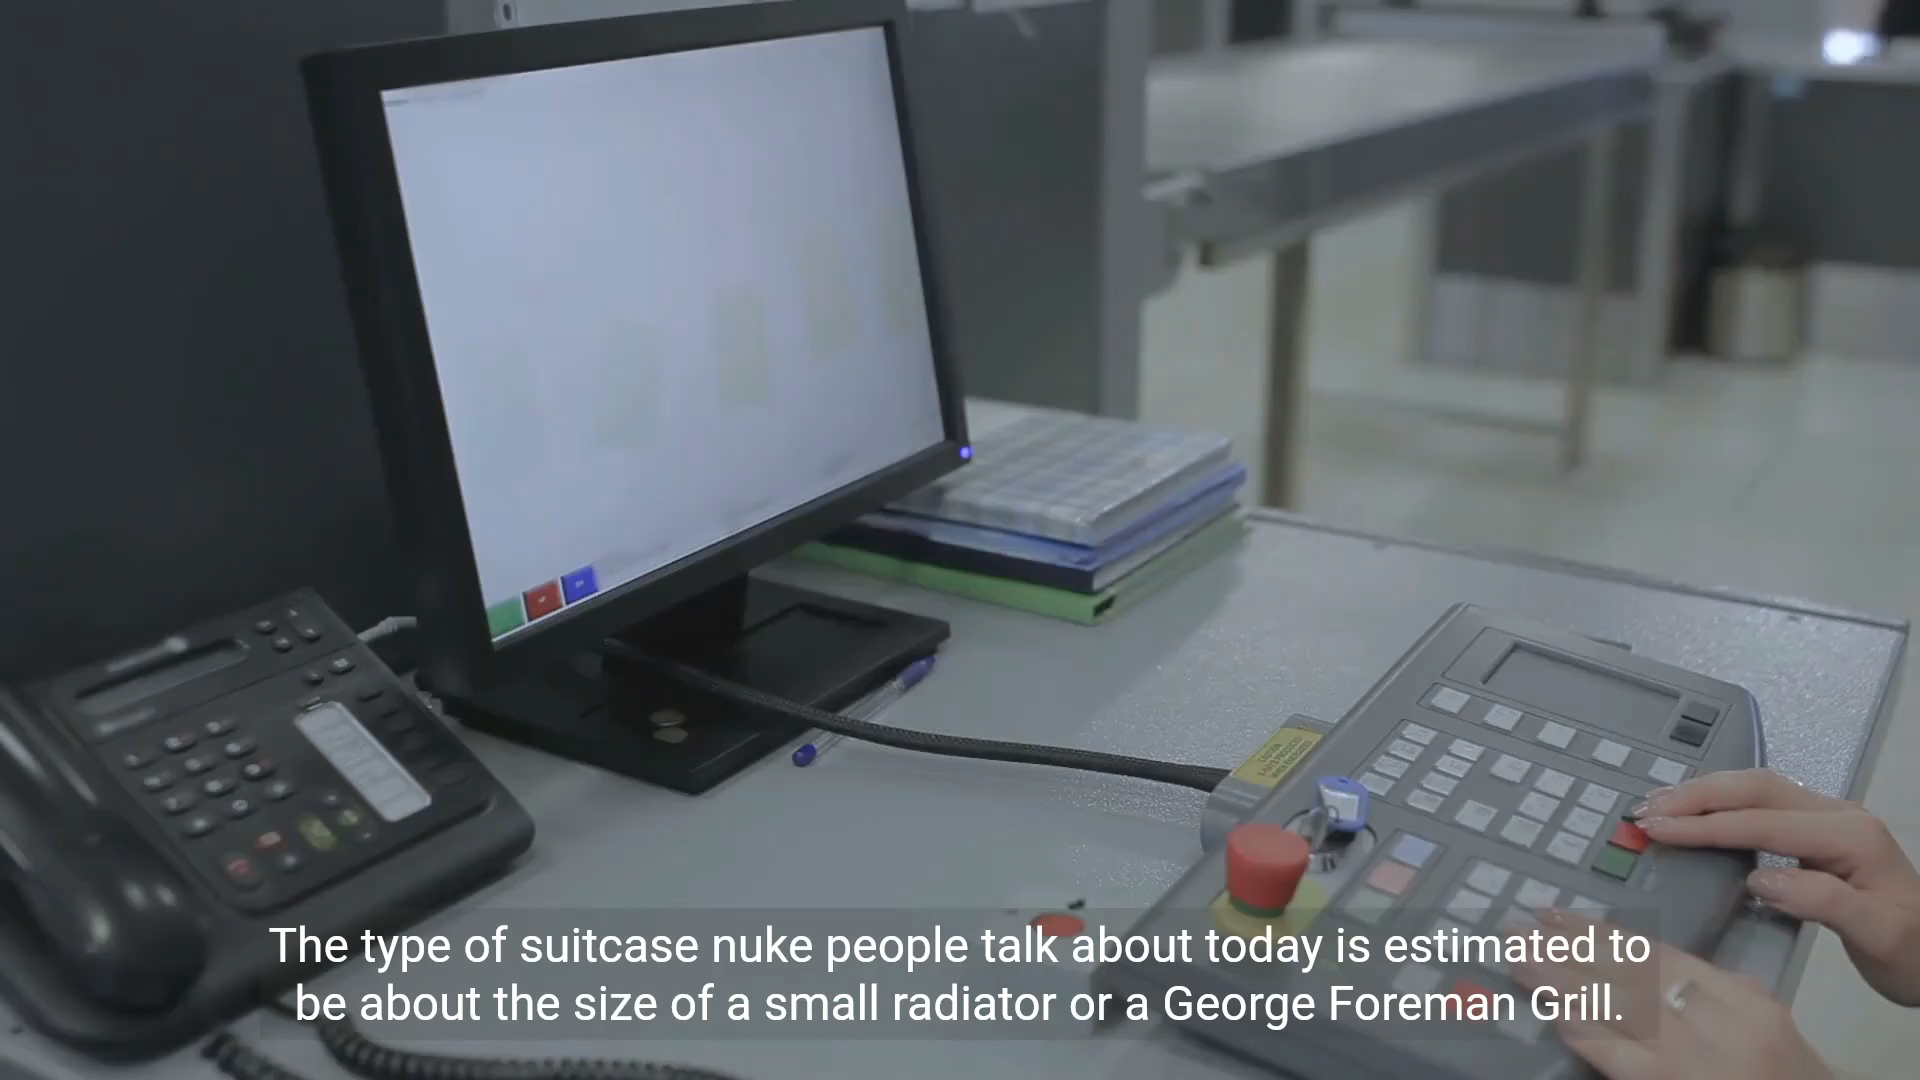 The type of suitcase nuke people talk about today is estimated to
be about the size of a small radiator or a George Foreman Grill.